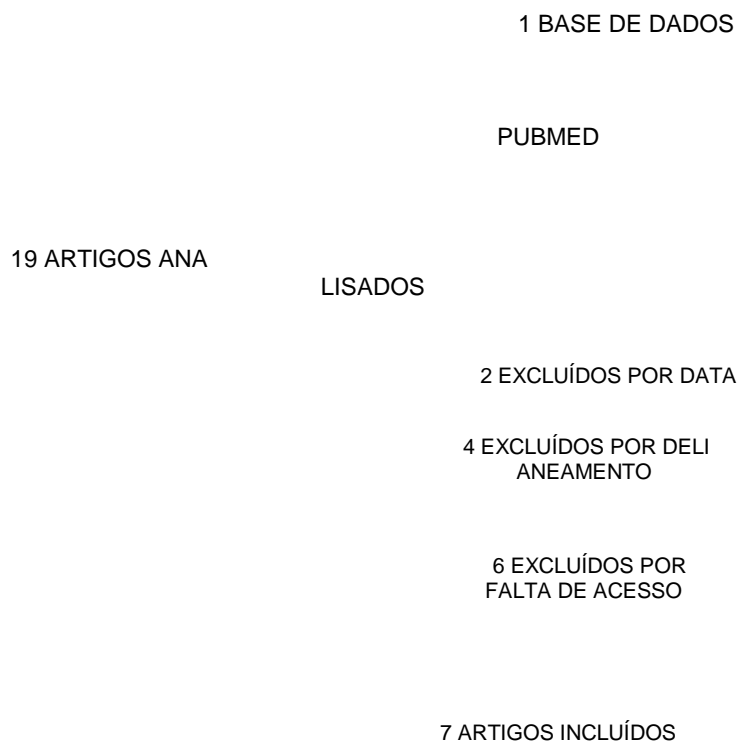 1 BASE DE DADOS
PUBMED
19 ARTIGOS ANA
LISADOS
2 EXCLUÍDOS POR DATA
4 EXCLUÍDOS POR DELI
ANEAMENTO
6 EXCLUÍDOS POR
FALTA DE ACESSO
7 ARTIGOS INCLUÍDOS